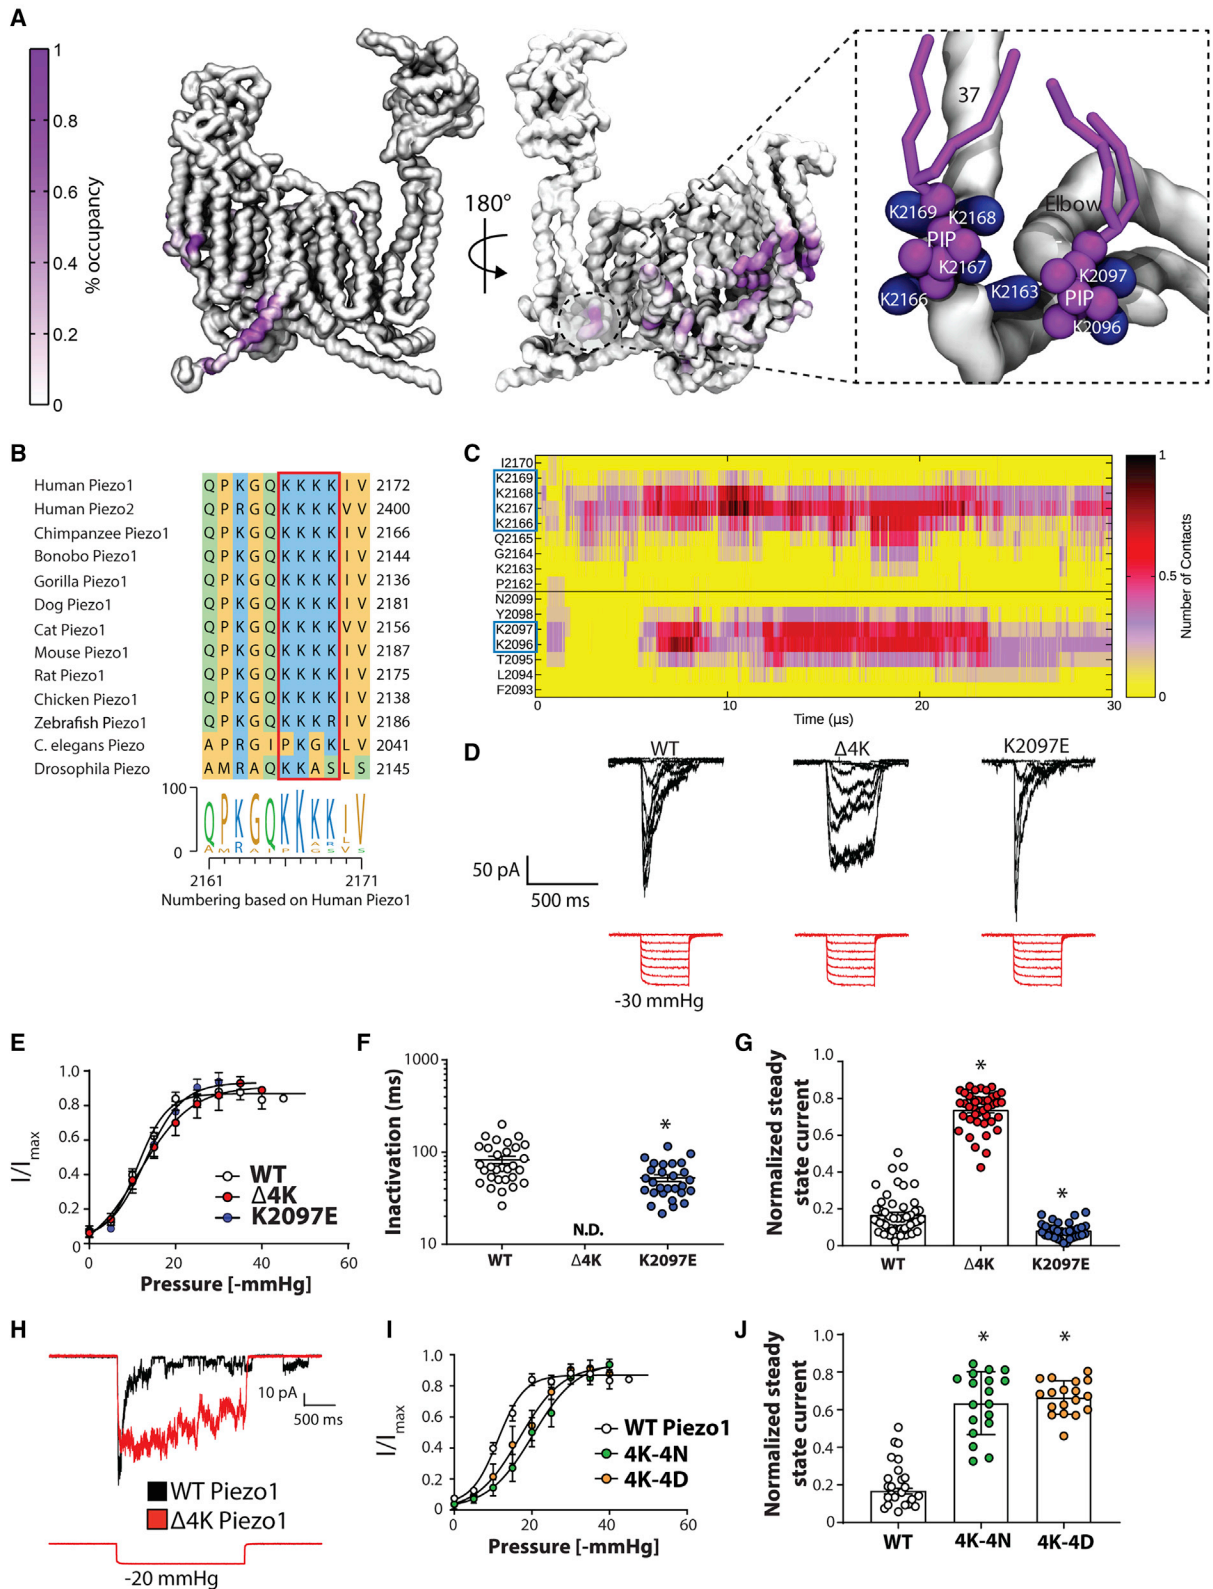 A
1
0.8
0.6
0.4
0.2
0
% occupancy
180°
37
Elbow
K2169
K2168
PIP
K2167
K2166
K2163
K2097
PIP
K2096
B
Human Piezo1 Q P K G Q K K K K I V 2172
Human Piezo2 Q P R G Q K K K K V V 2400
Chimpanzee Piezo1 Q P K G Q K K K K I V 2166
Bonobo Piezo1 Q P K G Q K K K K I V 2144
Gorilla Piezo1 Q P K G Q K K K K I V 2136
Dog Piezo1 Q P K G Q K K K K I V 2181
Cat Piezo1 Q P K G Q K K K K V V 2156
Mouse Piezo1 Q P K G Q K K K K I V 2187
Rat Piezo1 Q P K G Q K K K K I V 2175
Chicken Piezo1 Q P K G Q K K K K I V 2138
Zebrafish Piezo1 Q P K G Q K K K R I V 2186
C. elegans Piezo A P R G I P K G K L V 2041
Drosophila Piezo A M R A Q K K A S L S 2145
100
0
2161 2171
Numbering based on Human Piezo1
C
I2170
K2169
K2168
K2167
K2166
Q2165
G2164
K2163
P2162
N2099
Y2098
K2097
K2096
T2095
L2094
F2093
0 10 20 30
Time (µs)
1
0.5
0
Number of Contacts
D
WT Δ4K K2097E
50 pA
500 ms
-30 mmHg
E
1.0
0.8
0.6
0.4
0.2
0
I/Imax
WT
Δ4K
K2097E
0 20 40 60
Pressure [-mmHg]
F
1000
100
10
Inactivation (ms)
*
N.D.
WT Δ4K K2097E
G
Normalized steady
state current
1.0
0.8
0.6
0.4
0.2
0
*
*
WT Δ4K K2097E
H
10 pA
500 ms
WT Piezo1
Δ4K Piezo1
-20 mmHg
I
1.0
0.8
0.6
0.4
0.2
0
I/Imax
WT Piezo1
4K-4N
4K-4D
0 20 40 60
Pressure [-mmHg]
J
Normalized steady
state current
1.0
0.8
0.6
0.4
0.2
0
* *
WT 4K-4N 4K-4D